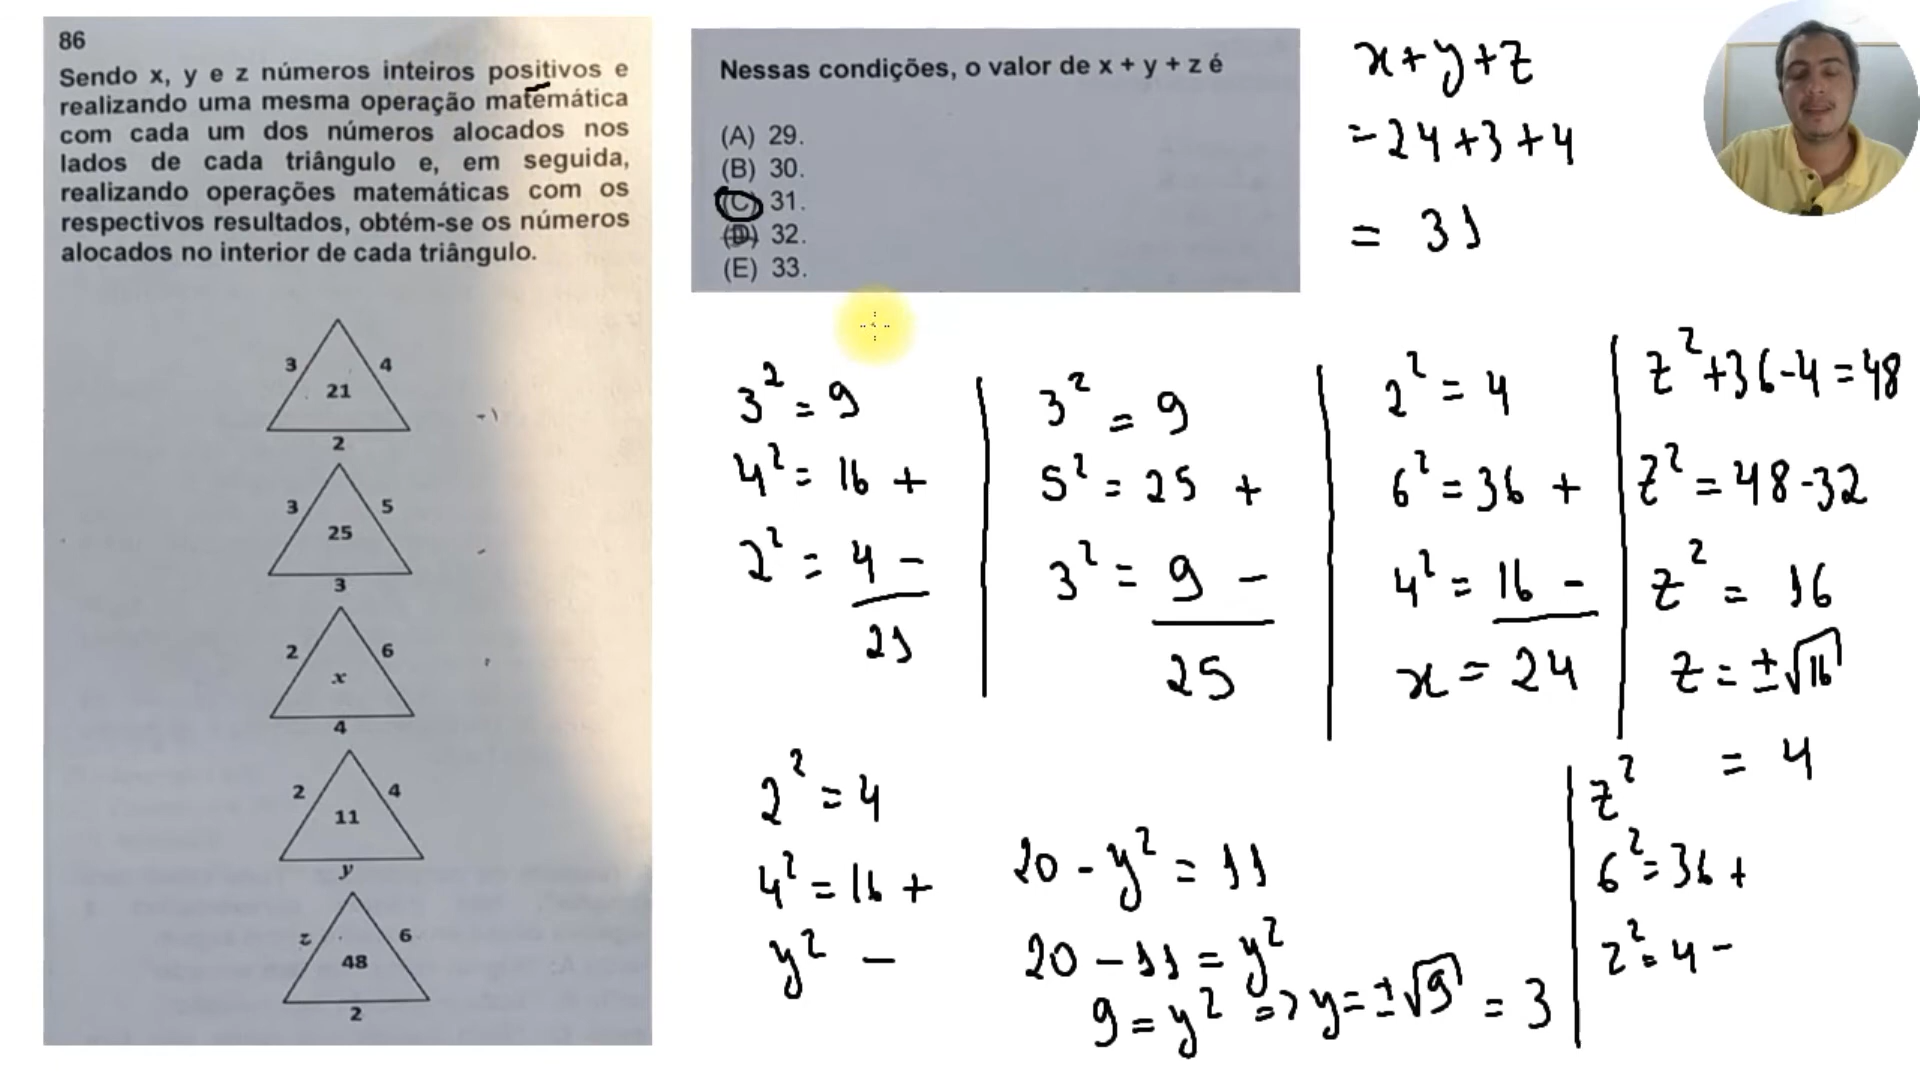 86
Sendo x, y e z números inteiros positivos e
realizando uma mesma operação matemática
com cada um dos números alocados nos
lados de cada triângulo e, em seguida,
realizando operações matemáticas com os
respectivos resultados, obtém-se os números
alocados no interior de cada triângulo.
3 4
21
2
3 5
25
3
2 6
x
4
2 4
11
y
z 6
48
2
Nessas condições, o valor de x + y + z é
(A) 29.
(B) 30.
(C) 31.
(D) 32.
(E) 33.
x+y+z
=24+3+4
= 31
3² = 9
4² = 16 +
2² = 4 -
21
3² = 9
5² = 25 +
3² = 9 -
25
2² = 4
6² = 36 +
4² = 16 -
x = 24
z²+36-4=48
z² = 48-32
z² = 16
z = ±√16
= 4
2² = 4
4² = 16 +
y² -
20 - y² = 11
20 - 11 = y²
9 = y² => y = ±√9 = 3
z²
6² = 36 +
2² = 4 -